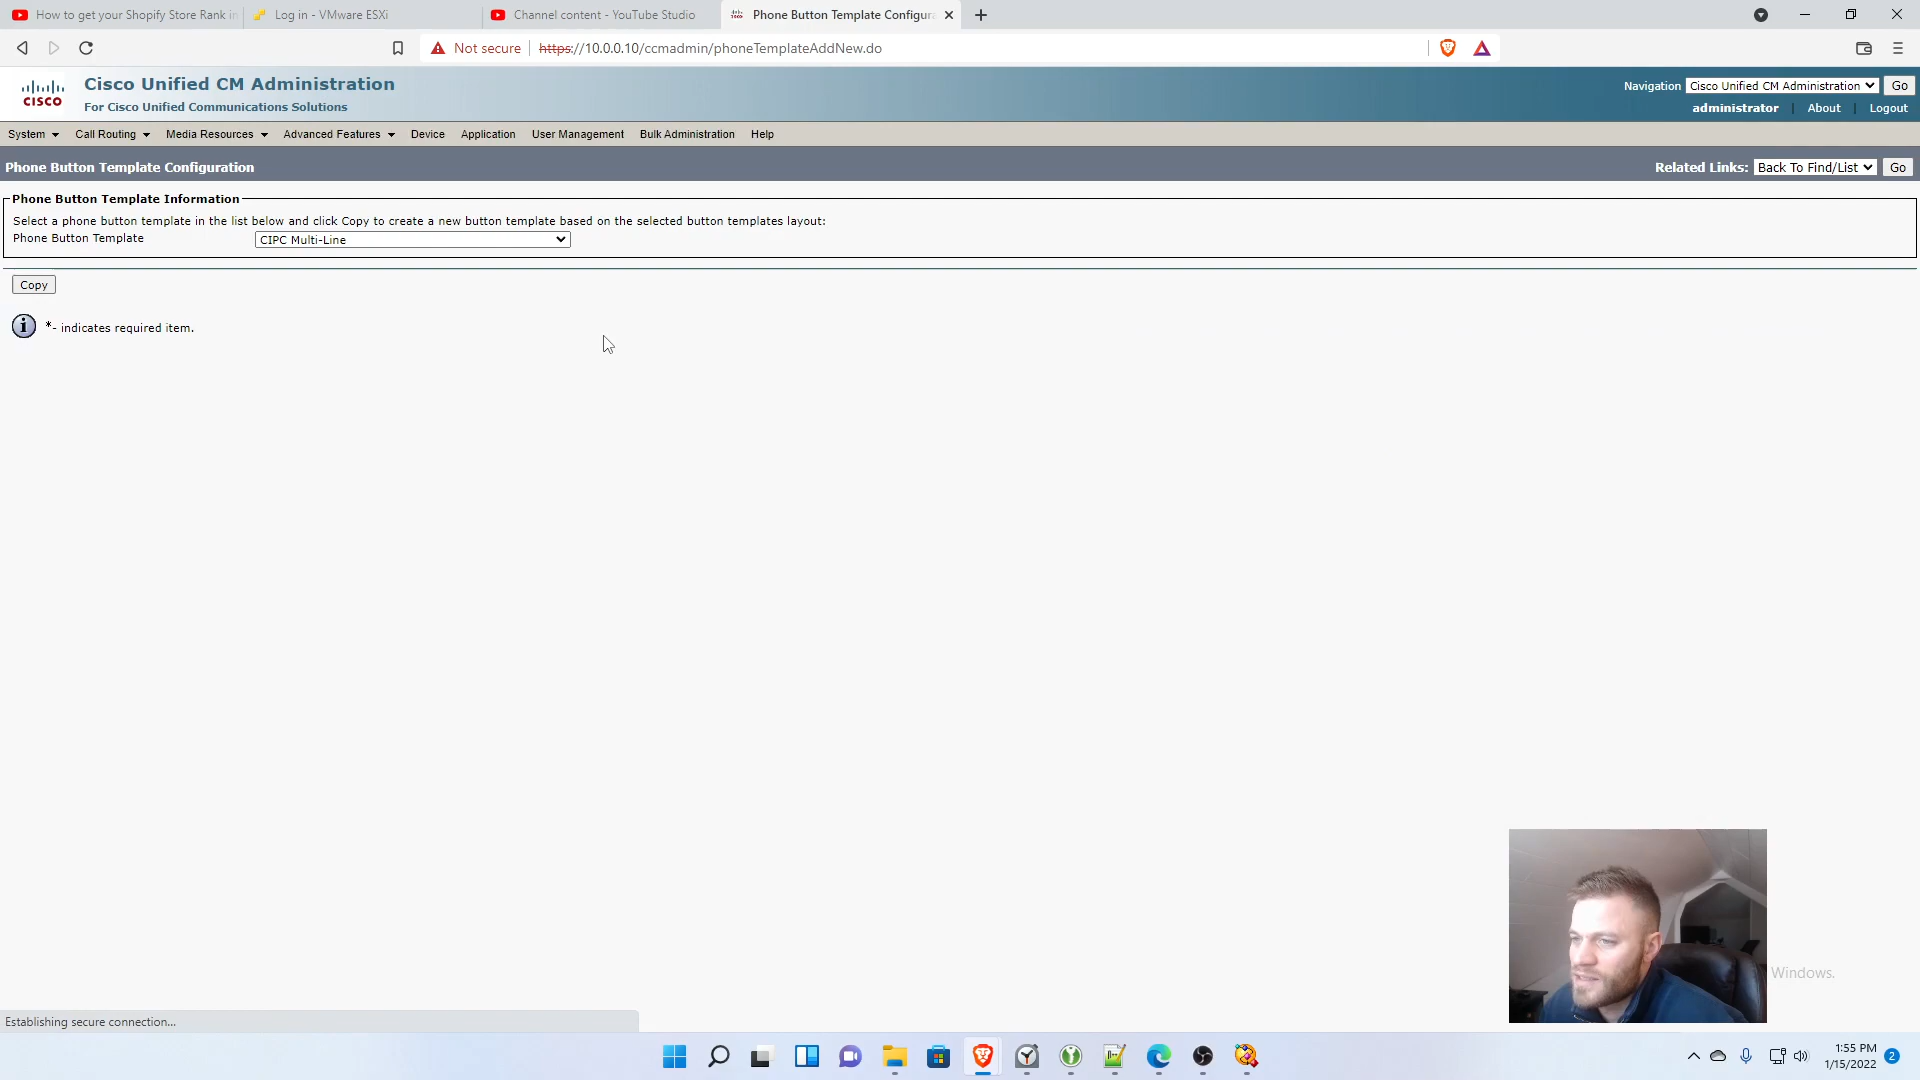 How to get your Shopify Store Rank in
Log in - VMware ESXi
Channel content - YouTube Studio
Phone Button Template Configura
Not secure
https://10.0.0.10/ccmadmin/phoneTemplateAddNew.do
CISCO
Cisco Unified CM Administration
For Cisco Unified Communications Solutions
Navigation Cisco Unified CM Administration Go
administrator | About | Logout
System Call Routing Media Resources Advanced Features Device Application User Management Bulk Administration Help
Phone Button Template Configuration
Related Links: Back To Find/List Go
Phone Button Template Information
Select a phone button template in the list below and click Copy to create a new button template based on the selected button templates layout:
Phone Button Template CIPC Multi-Line
Copy
*- indicates required item.
Windows.
Establishing secure connection...
1:55 PM
1/15/2022
2